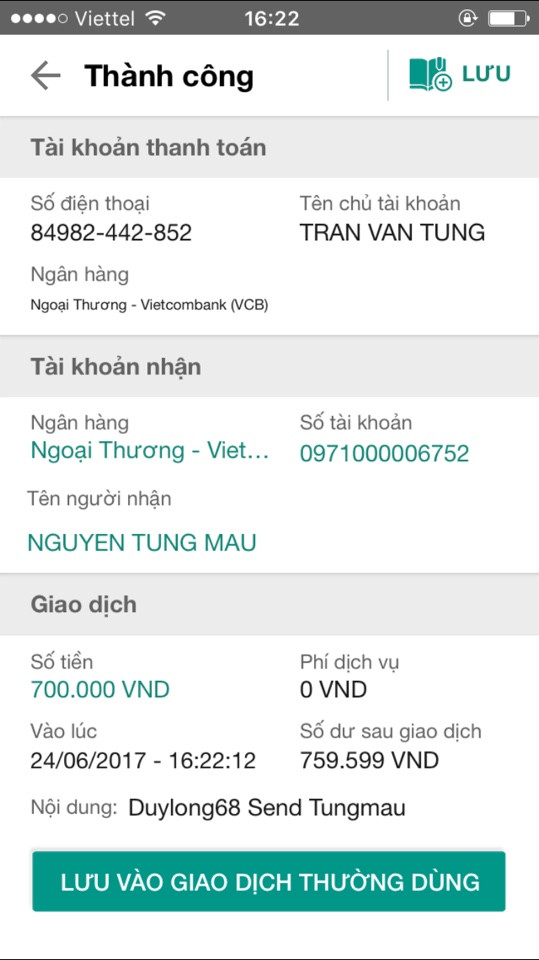 Viettel 16:22
Thành công LƯU
Tài khoản thanh toán
Số điện thoại Tên chủ tài khoản
84982-442-852 TRAN VAN TUNG
Ngân hàng
Ngoại Thương - Vietcombank (VCB)
Tài khoản nhận
Ngân hàng Số tài khoản
Ngoại Thương - Viet... 0971000006752
Tên người nhận
NGUYEN TUNG MAU
Giao dịch
Số tiền Phí dịch vụ
700.000 VND 0 VND
Vào lúc Số dư sau giao dịch
24/06/2017 - 16:22:12 759.599 VND
Nội dung: Duylong68 Send Tungmau
LƯU VÀO GIAO DỊCH THƯỜNG DÙNG